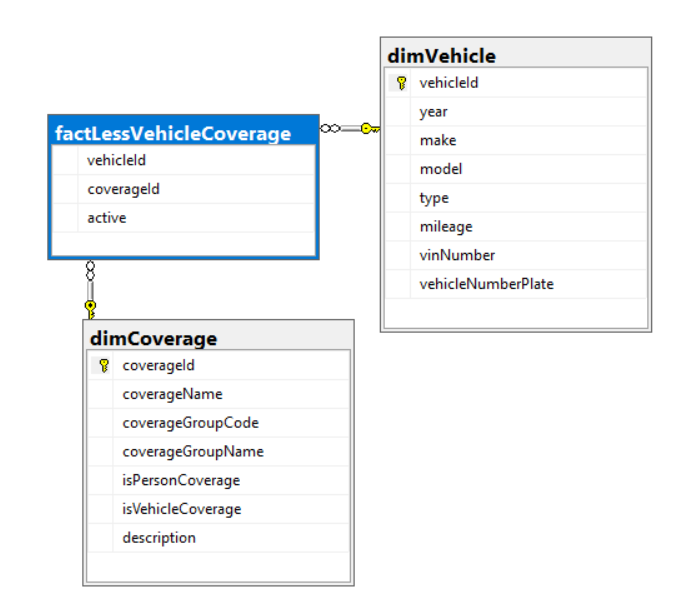 dimVehicle
vehicleId
year
make
model
type
mileage
vinNumber
vehicleNumberPlate
factLessVehicleCoverage
vehicleId
coverageId
active
dimCoverage
coverageId
coverageName
coverageGroupCode
coverageGroupName
isPersonCoverage
isVehicleCoverage
description